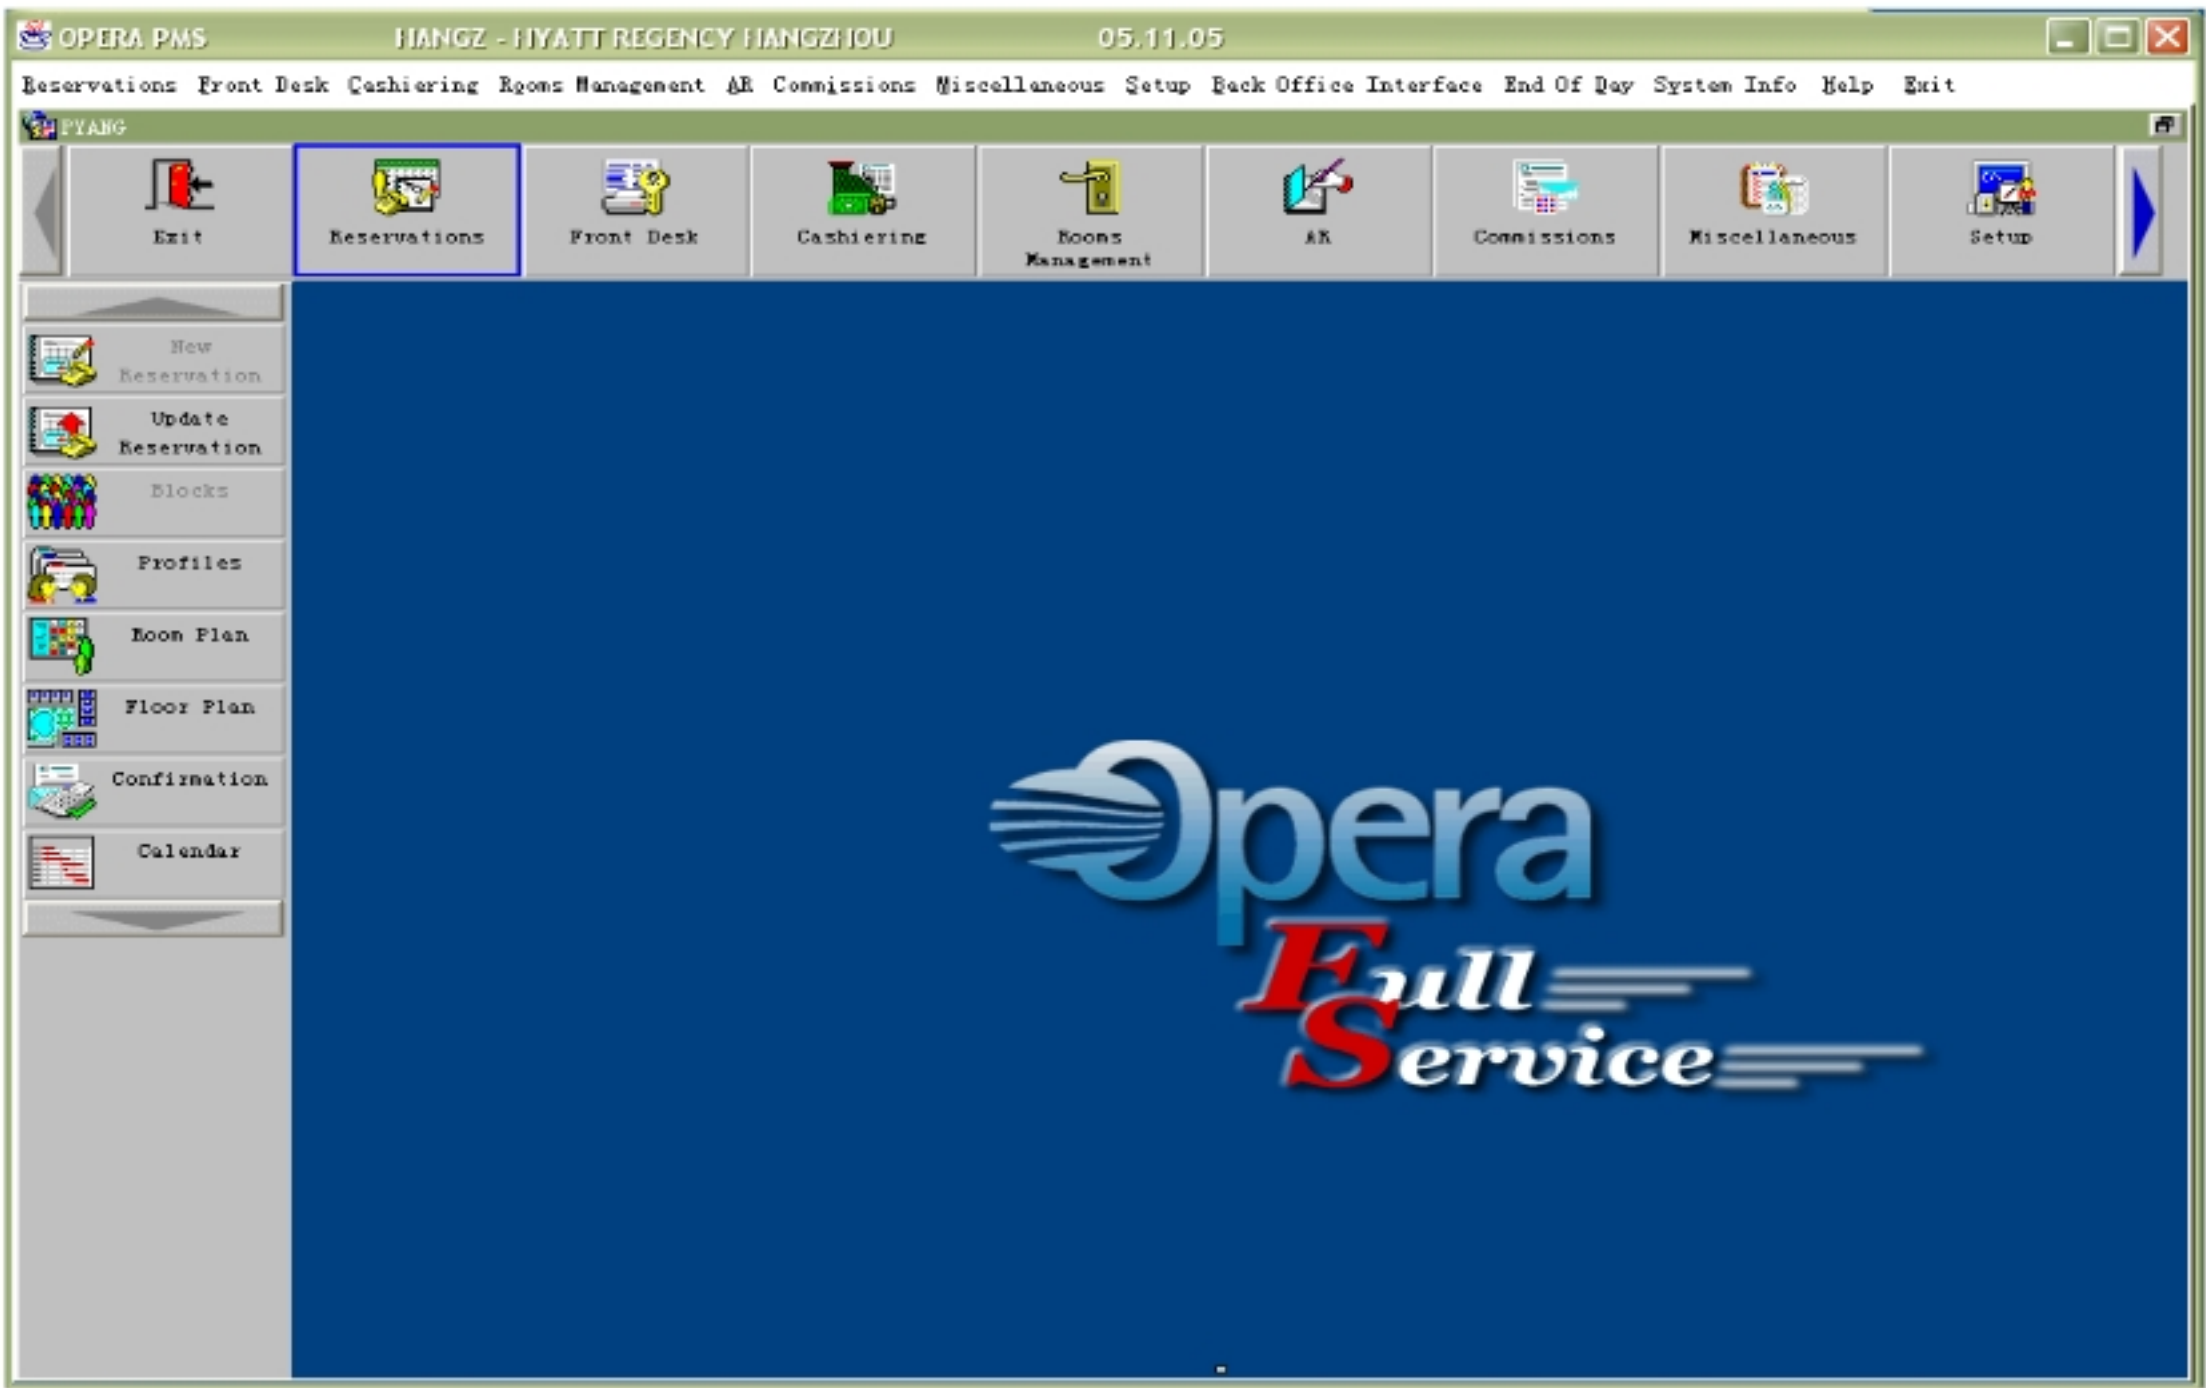 OPERA PMS HANGZ - HYATT REGENCY HANGZHOU 05.11.05
Reservations Front Desk Cashiering Rooms Management AR Commissions Miscellaneous Setup Back Office Interface End Of Day System Info Help Exit
PYANG
Exit
Reservations
Front Desk
Cashiering
Rooms
Management
AR
Commissions
Miscellaneous
Setup
New
Reservation
Update
Reservation
Blocks
Profiles
Room Plan
Floor Plan
Confirmation
Calendar
Opera
Full
Service